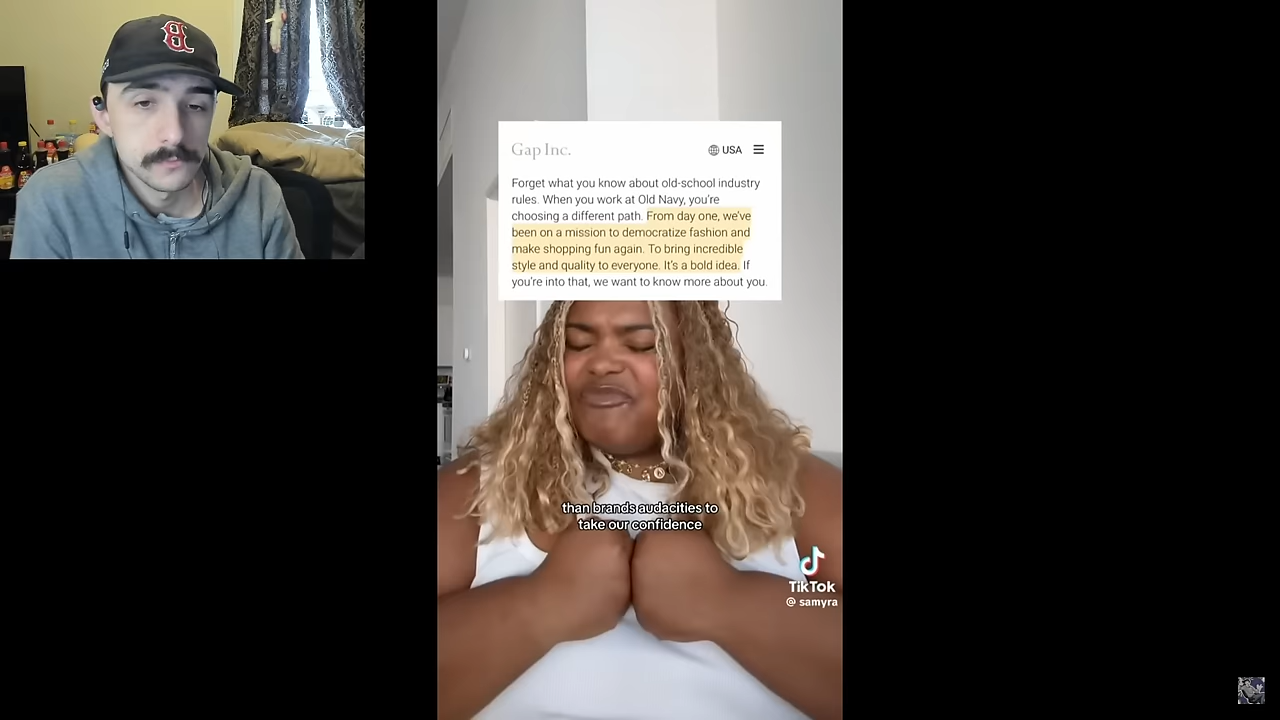 B
Gap Inc.
USA
Forget what you know about old-school industry
rules. When you work at Old Navy, you're
choosing a different path. From day one, we've
been on a mission to democratize fashion and
make shopping fun again. To bring incredible
style and quality to everyone. It's a bold idea. If
you're into that, we want to know more about you.
than brands audacities to
take our confidence
TikTok
@ samyra